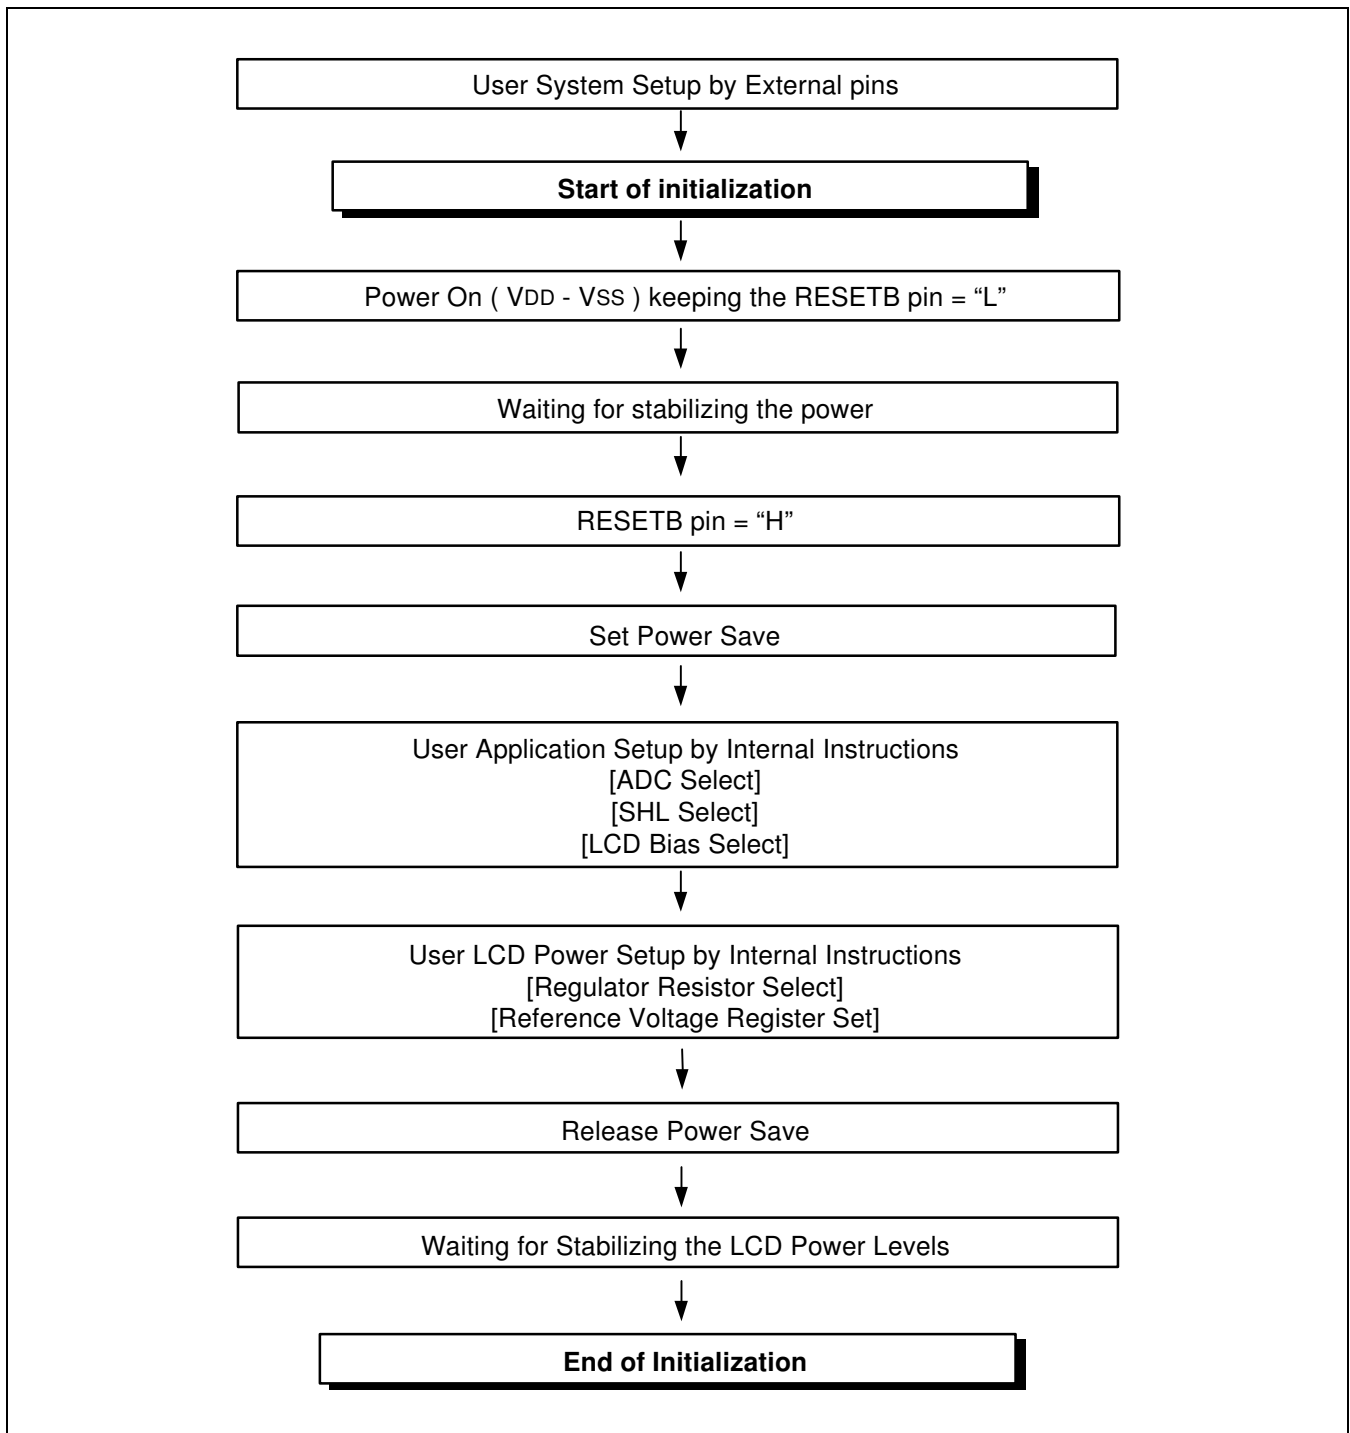 User System Setup by External pins
Start of initialization
Power On ( VDD - VSS ) keeping the RESETB pin = “L”
Waiting for stabilizing the power
RESETB pin = “H”
Set Power Save
User Application Setup by Internal Instructions
[ADC Select]
[SHL Select]
[LCD Bias Select]
User LCD Power Setup by Internal Instructions
[Regulator Resistor Select]
[Reference Voltage Register Set]
Release Power Save
Waiting for Stabilizing the LCD Power Levels
End of Initialization